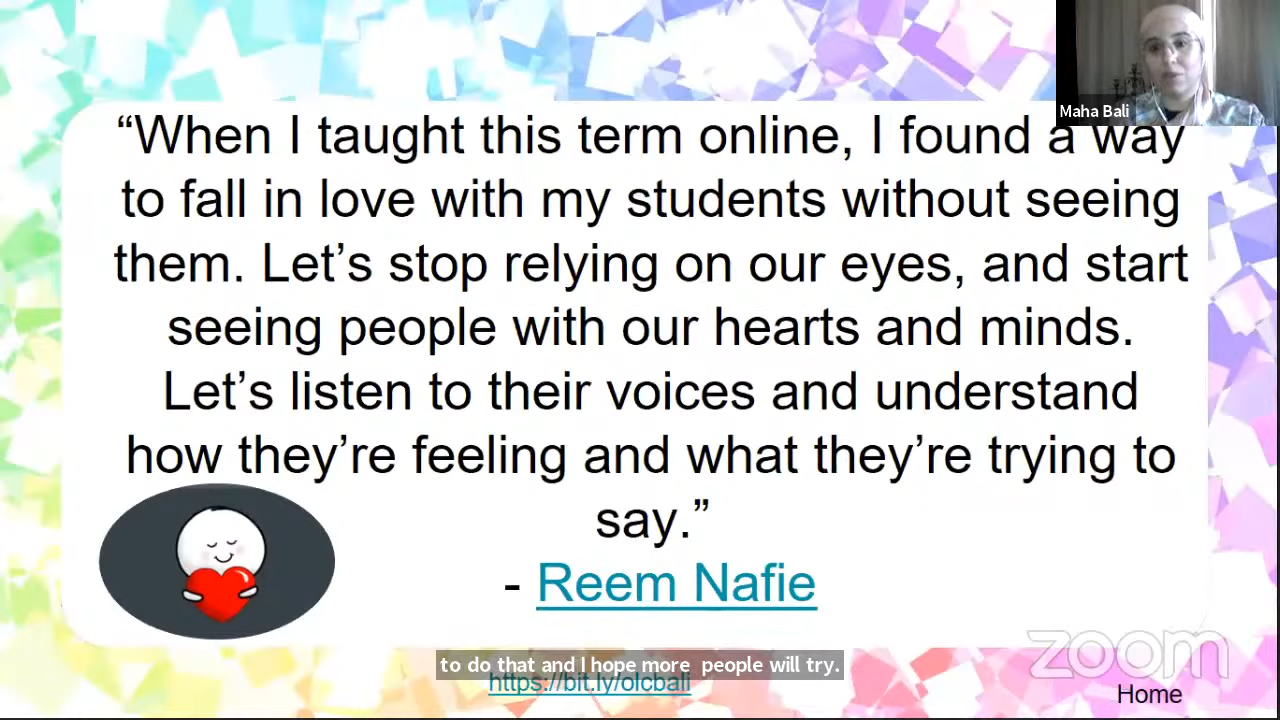 Maha Bali
“When I taught this term online, I found a way
to fall in love with my students without seeing
them. Let’s stop relying on our eyes, and start
seeing people with our hearts and minds.
Let’s listen to their voices and understand
how they’re feeling and what they’re trying to
say.”
- Reem Nafie
zoom
to do that and I hope more people will try.
https://bit.ly/olcbali
Home